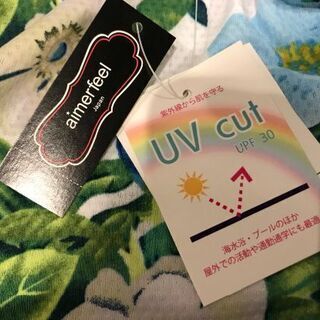 aimerfeel
Japan
紫外線から肌を守る
UV cut
UPF 30
海水浴・プールのほか
屋外での活動や通勤通学にも最適